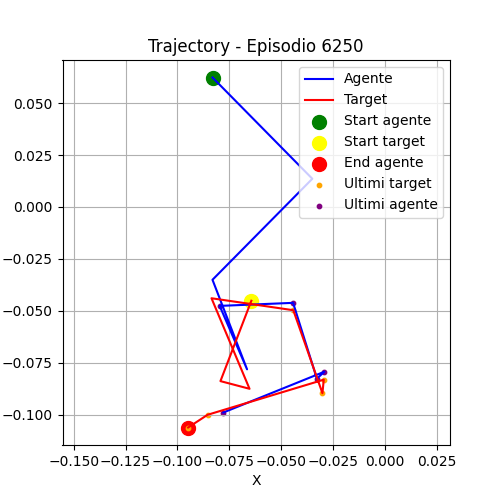 Trajectory - Episodio 6250
Agente
Target
Start agente
Start target
End agente
Ultimi target
Ultimi agente
0.050
0.025
0.000
−0.025
−0.050
−0.075
−0.100
−0.150 −0.125 −0.100 −0.075 −0.050 −0.025 0.000 0.025
X